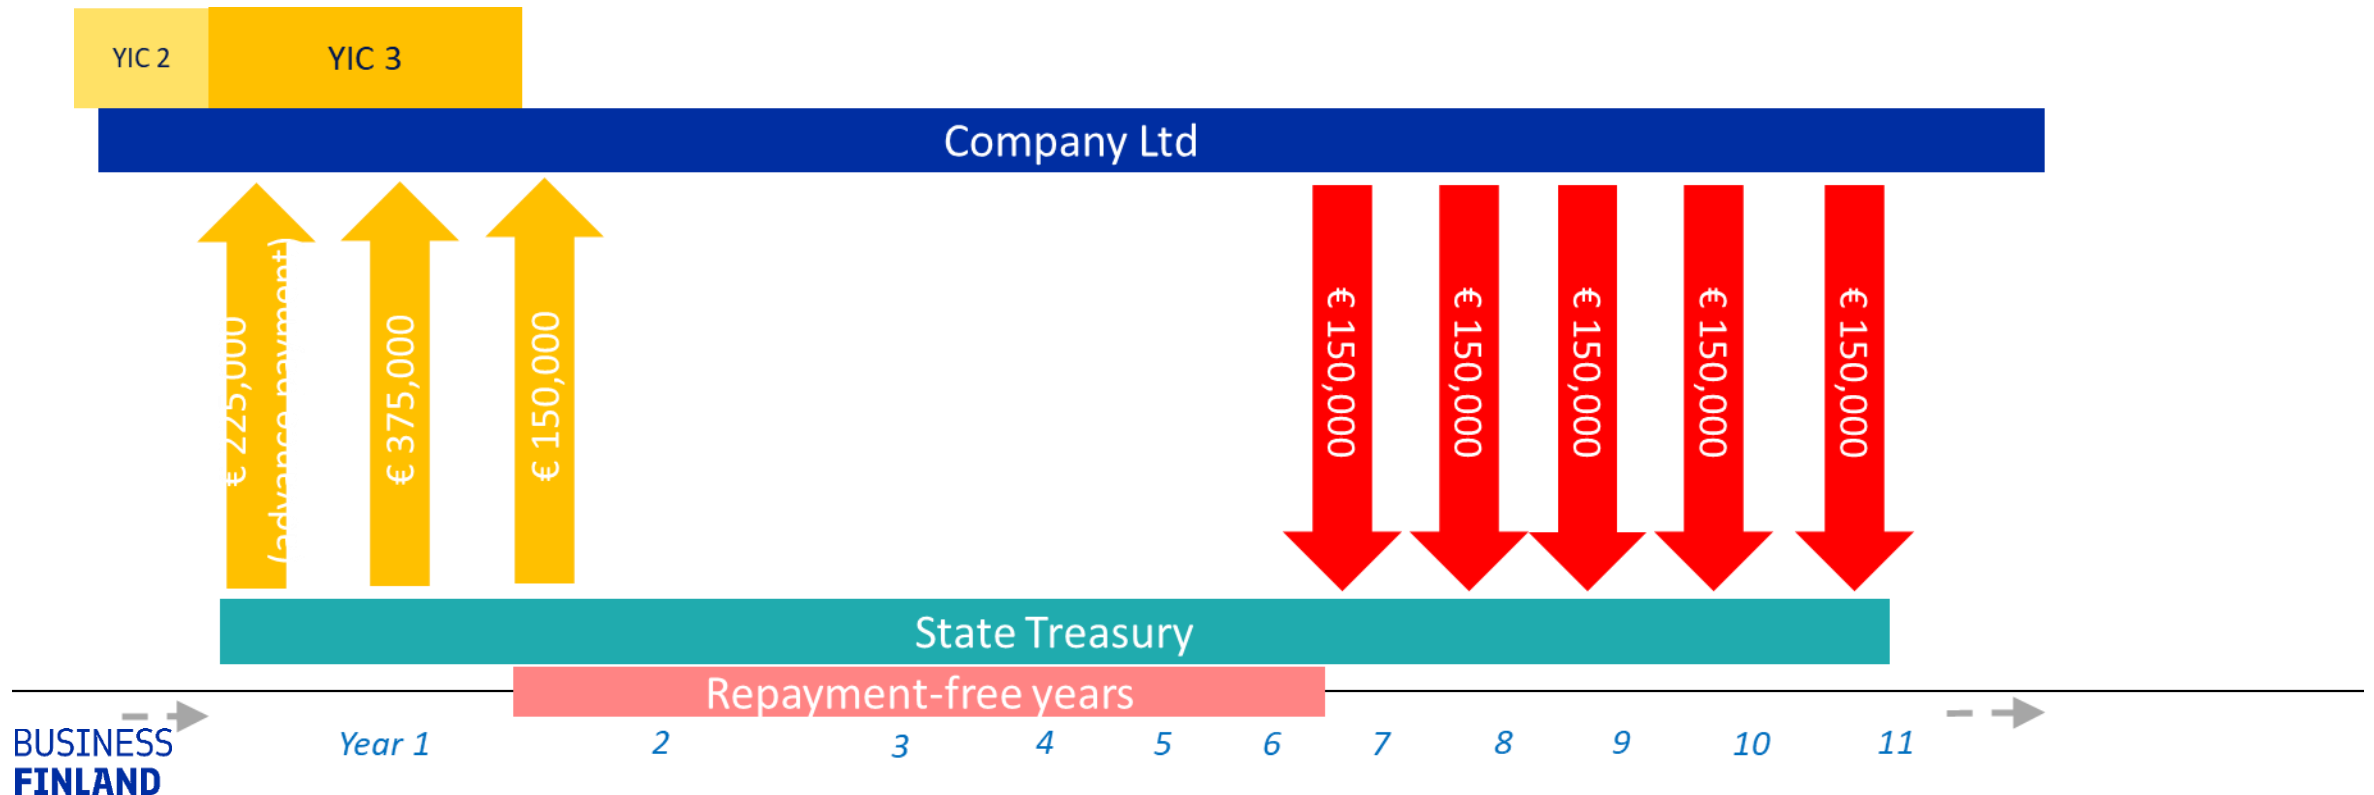 YIC 2
YIC 3
Company Ltd
€ 225,000
(advance payment)
€ 375,000
€ 150,000
€ 150,000
€ 150,000
€ 150,000
€ 150,000
€ 150,000
State Treasury
Repayment-free years
Year 1
2
3
4
5
6
7
8
9
10
11
BUSINESS
FINLAND